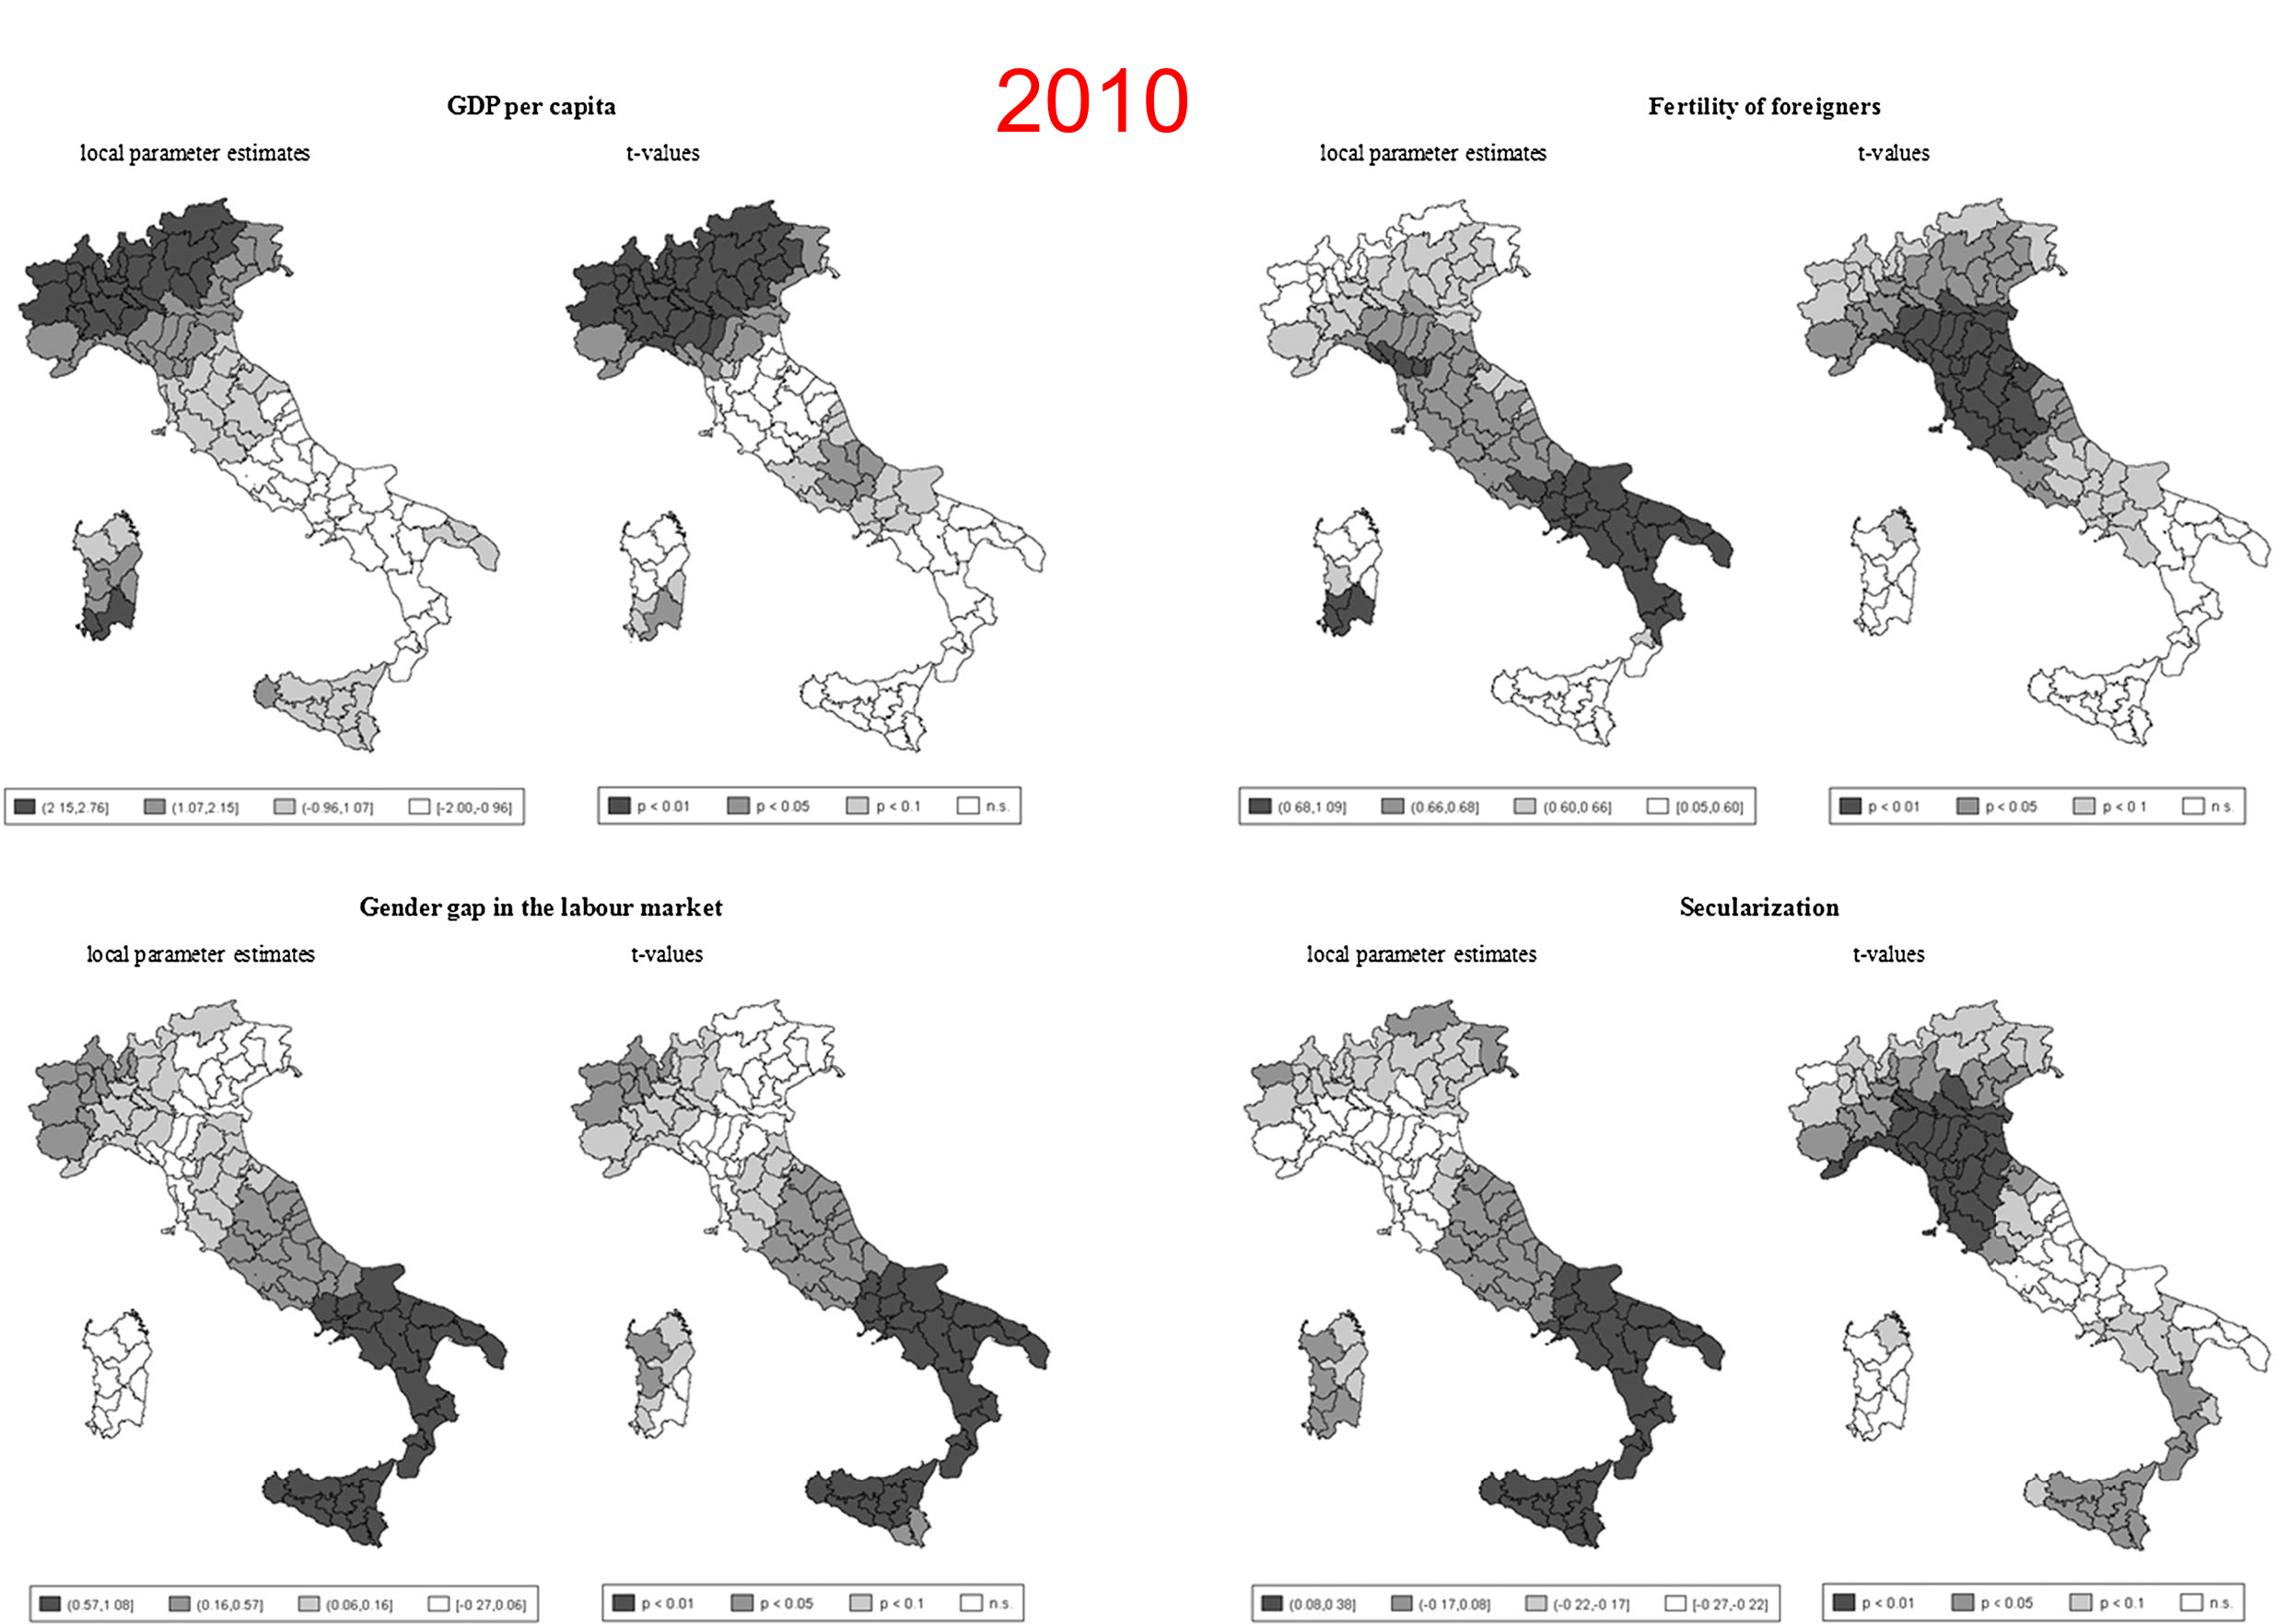 2010
GDP per capita
local parameter estimates t-values
(2 15,2.76] (1.07,2.15] (-0.96,1 07] [-2.00,-0 96]
p < 0.01 p < 0.05 p < 0.1 n.s.
Fertility of foreigners
local parameter estimates t-values
(0 68,1 09] (0.66,0.68] (0.60,0.66] [0.05,0.60]
p < 0.01 p < 0.05 p < 0 1 n s.
Gender gap in the labour market
local parameter estimates t-values
(0.57,1 08] (0.16,0.57] (0.06,0.16] [-0 27,0.06]
p < 0.01 p < 0.05 p < 0.1 n.s.
Secularization
local parameter estimates t-values
(0.08,0 38] (-0 17,0.08] (-0 22,-0 17] [-0 27,-0 22]
p < 0.01 p < 0.05 p < 0.1 n.s.